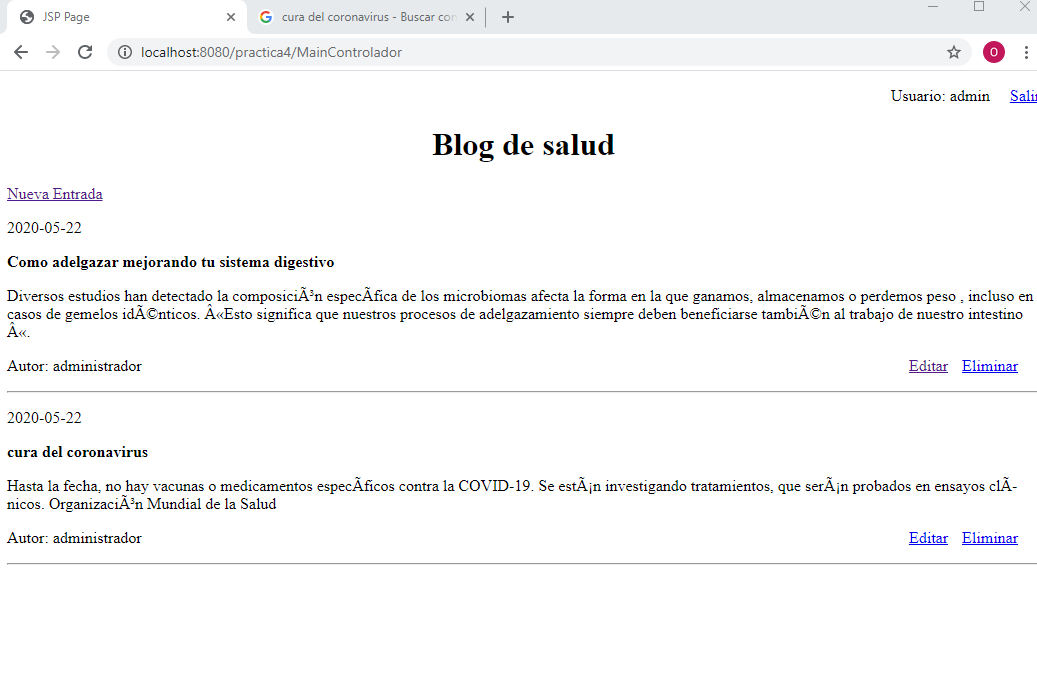 JSP Page
cura del coronavirus - Buscar con
localhost:8080/practica4/MainControlador
O
Usuario: admin Salir
Blog de salud
Nueva Entrada
2020-05-22
Como adelgazar mejorando tu sistema digestivo
Diversos estudios han detectado la composiciÃ³n especÃ­fica de los microbiomas afecta la forma en la que ganamos, almacenamos o perdemos peso , incluso en
casos de gemelos idÃ©nticos. Â«Esto significa que nuestros procesos de adelgazamiento siempre deben beneficiarse tambiÃ©n al trabajo de nuestro intestino
Â«.
Autor: administrador Editar Eliminar
2020-05-22
cura del coronavirus
Hasta la fecha, no hay vacunas o medicamentos especÃ­ficos contra la COVID-19. Se estÃ¡n investigando tratamientos, que serÃ¡n probados en ensayos clÃ-
nicos. OrganizaciÃ³n Mundial de la Salud
Autor: administrador Editar Eliminar